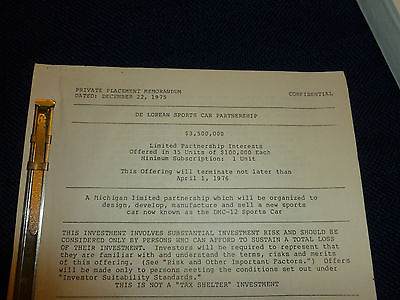 PRIVATE PLACEMENT MEMORANDUM
DATED: DECEMBER 22, 1975
CONFIDENTIAL
DE LOREAN SPORTS CAR PARTNERSHIP
$3,500,000
Limited Partnership Interests
Offered in 35 Units of $100,000 Each
Minimum Subscription: 1 Unit
This Offering will terminate not later than
April 1, 1976
A Michigan limited partnership which will be organized to
design, develop, manufacture and sell a new sports
car now known as the DMC-12 Sports Car
THIS INVESTMENT INVOLVES SUBSTANTIAL INVESTMENT RISK AND SHOULD BE
CONSIDERED ONLY BY PERSONS WHO CAN AFFORD TO SUSTAIN A TOTAL LOSS
OF THEIR INVESTMENT. Investors will be required to represent that
they are familiar with and understand the terms, risks and merits
of this offering. (See "Risk and Other Important Factors.") Offers
will be made only to persons meeting the conditions set out under
"Investor Suitability Standards."
THIS IS NOT A "TAX SHELTER" INVESTMENT